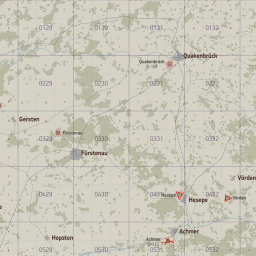 0129 0130 0131 0132
Quakenbrück
Quakenbrück
0229 0230 0231 0232
Gersten
Fürstenau
0329 0330 0331 0332
Fürstenau
Vörden
0429 0430 0431 0432
Hesepe
Hesepe
Vörden
Achmer
Hopsten
Achmer
0529 0530 0531 0532